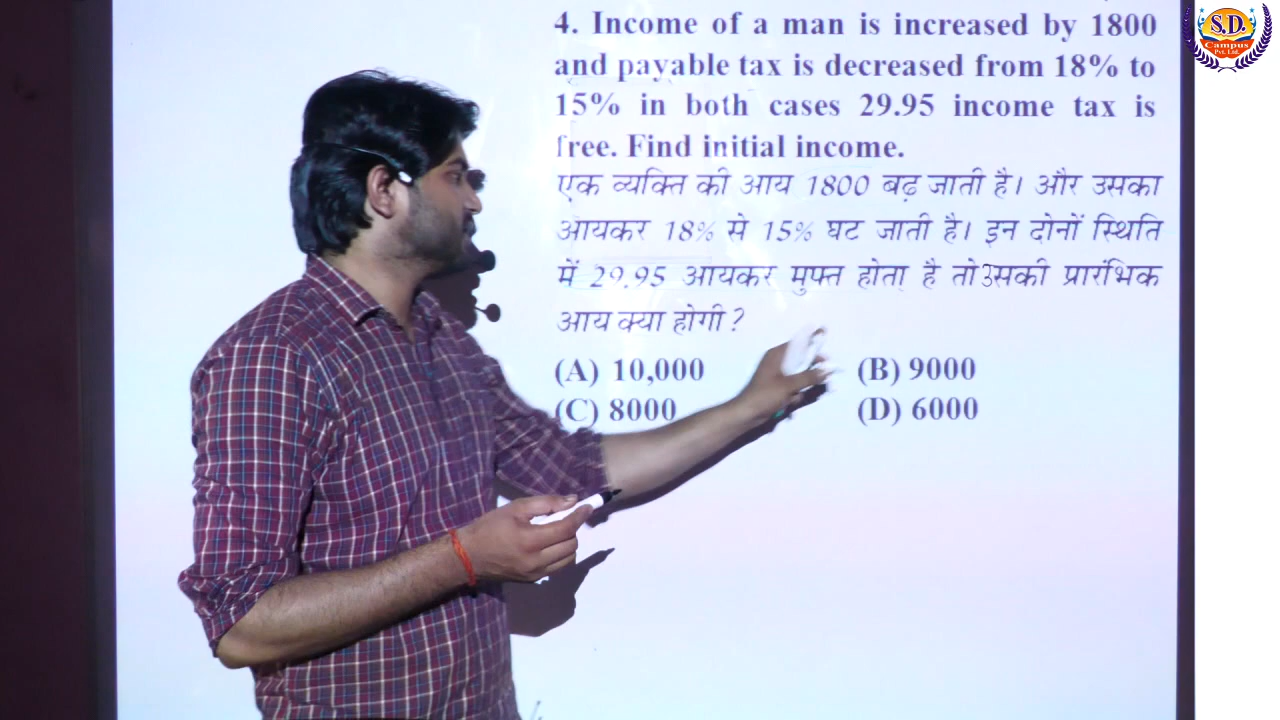 4. Income of a man is increased by 1800
and payable tax is decreased from 18% to
15% in both cases 29.95 income tax is
free. Find initial income.
एक व्यक्ति की आय 1800 बढ़ जाती है। और उसका
आयकर 18% से 15% घट जाती है। इन दोनों स्थिति
में 29.95 आयकर मुफ्त होता है तो उसकी प्रारंभिक
आय क्या होगी?
(A) 10,000 (B) 9000
(C) 8000 (D) 6000
S.D.
Campus
Pvt. Ltd.